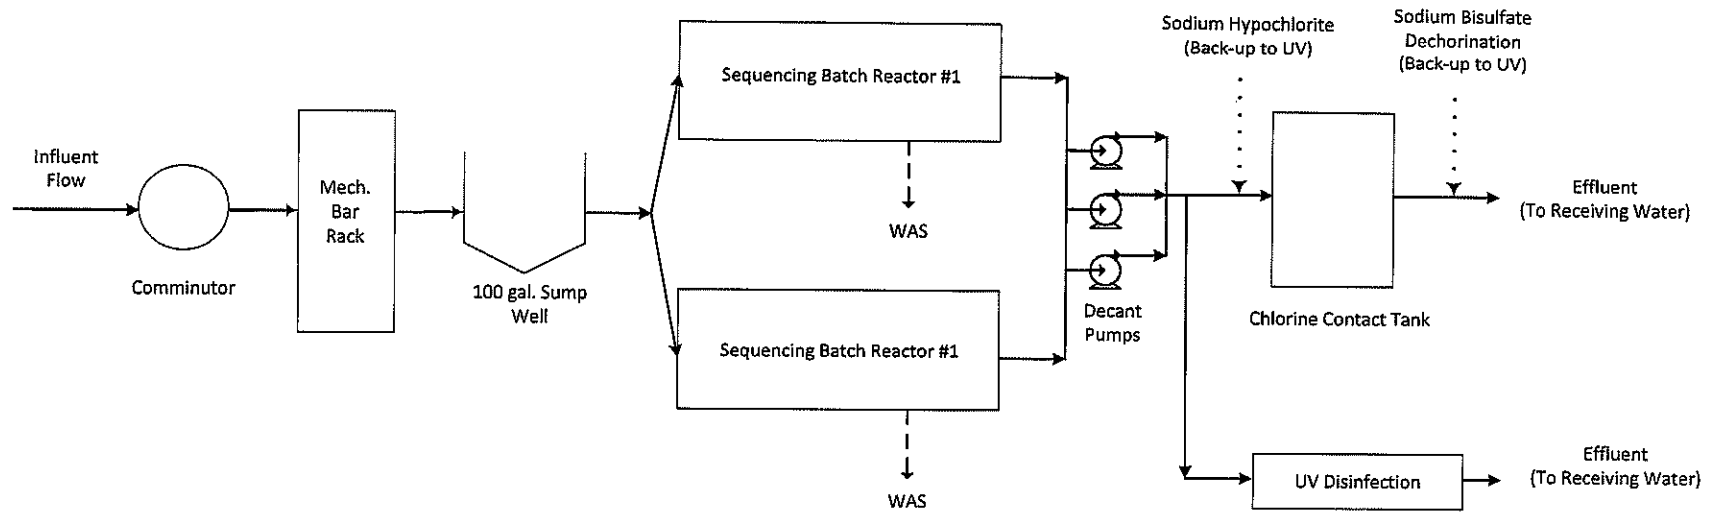 Influent
Flow
Comminutor
Mech.
Bar
Rack
100 gal. Sump
Well
Sequencing Batch Reactor #1
WAS
Sequencing Batch Reactor #1
WAS
Decant
Pumps
Sodium Hypochlorite
(Back-up to UV)
Chlorine Contact Tank
Sodium Bisulfate
Dechorination
(Back-up to UV)
Effluent
(To Receiving Water)
UV Disinfection
Effluent
(To Receiving Water)